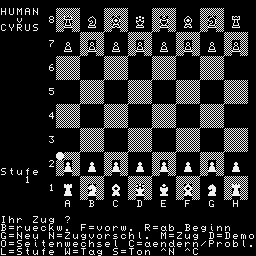 HUMAN
v
CYRUS
8
7
6
5
4
3
2
Stufe
1
1
A B C D E F G H
Ihr Zug ?
B=rueckw. F=vorw. R=ab Beginn
G=Neu N=Zugvorschl. M=Zug D=Demo
O=Seitenwechsel C=aendern/Probl.
L=Stufe W=Tag S=Ton ^N ^C